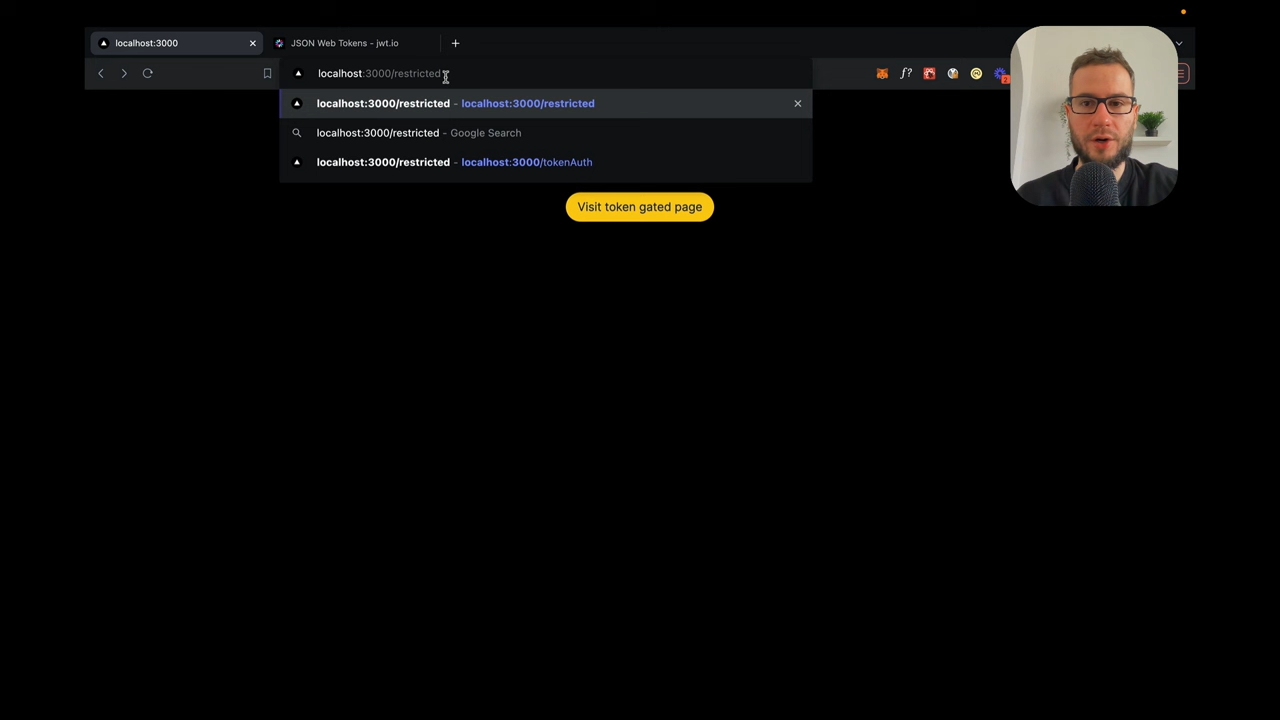 localhost:3000
JSON Web Tokens - jwt.io
localhost:3000/restricted
localhost:3000/restricted - localhost:3000/restricted
localhost:3000/restricted - Google Search
localhost:3000/restricted - localhost:3000/tokenAuth
Visit token gated page